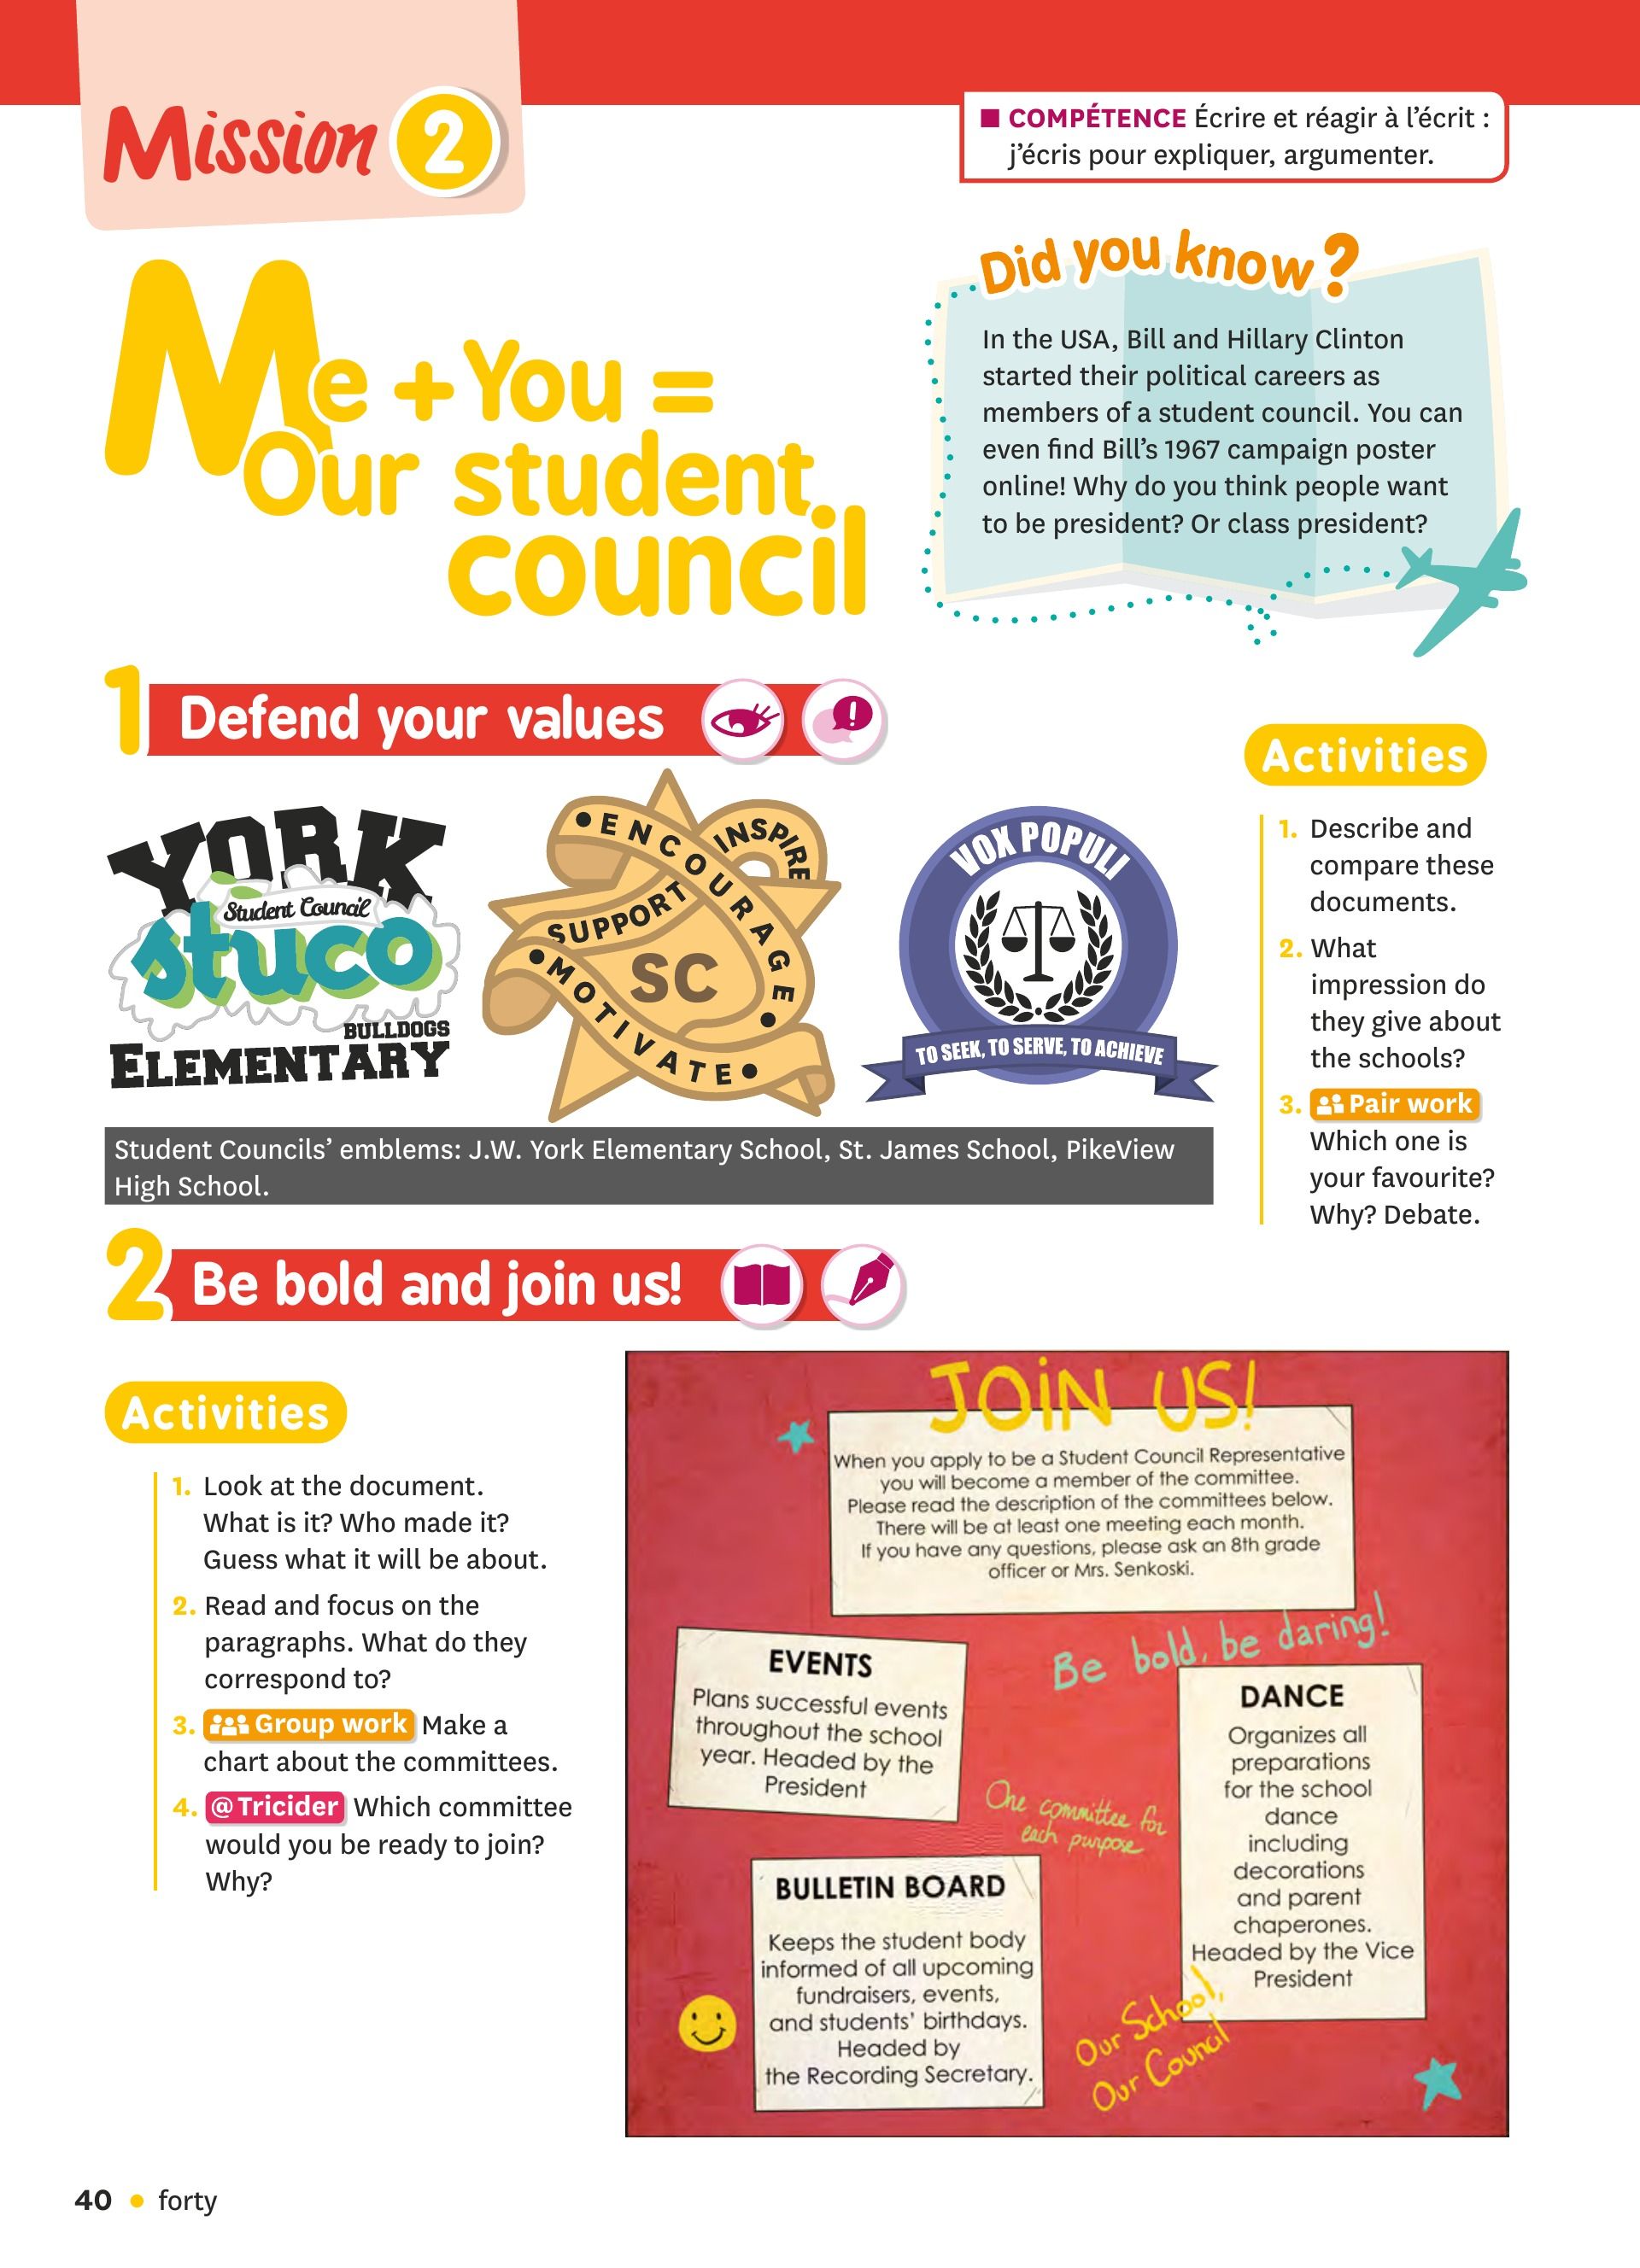 Mission 2
■ COMPÉTENCE Écrire et réagir à l'écrit :
j'écris pour expliquer, argumenter.
Me + You =
Our student
council
Did you know?
In the USA, Bill and Hillary Clinton
started their political careers as
members of a student council. You can
even find Bill's 1967 campaign poster
online! Why do you think people want
to be president? Or class president?
1 Defend your values
YORK
Student Council
stuco
BULLDOGS
ELEMENTARY
•ENCOURAGE•
INSPIRE
SUPPORT
SC
•MOTIVATE•
VOX POPULI
TO SEEK, TO SERVE, TO ACHIEVE
Student Councils' emblems: J.W. York Elementary School, St. James School, PikeView
High School.
Activities
1. Describe and
compare these
documents.
2. What
impression do
they give about
the schools?
3. Pair work
Which one is
your favourite?
Why? Debate.
2 Be bold and join us!
Activities
1. Look at the document.
What is it? Who made it?
Guess what it will be about.
2. Read and focus on the
paragraphs. What do they
correspond to?
3. Group work Make a
chart about the committees.
4. @Tricider Which committee
would you be ready to join?
Why?
JOiN US!
When you apply to be a Student Council Representative
you will become a member of the committee.
Please read the description of the committees below.
There will be at least one meeting each month.
If you have any questions, please ask an 8th grade
officer or Mrs. Senkoski.
Be bold, be daring!
EVENTS
Plans successful events
throughout the school
year. Headed by the
President
One committee for
each purpose
DANCE
Organizes all
preparations
for the school
dance
including
decorations
and parent
chaperones.
Headed by the Vice
President
BULLETIN BOARD
Keeps the student body
informed of all upcoming
fundraisers, events,
and students' birthdays.
Headed by
the Recording Secretary.
Our School,
Our Council
40 • forty